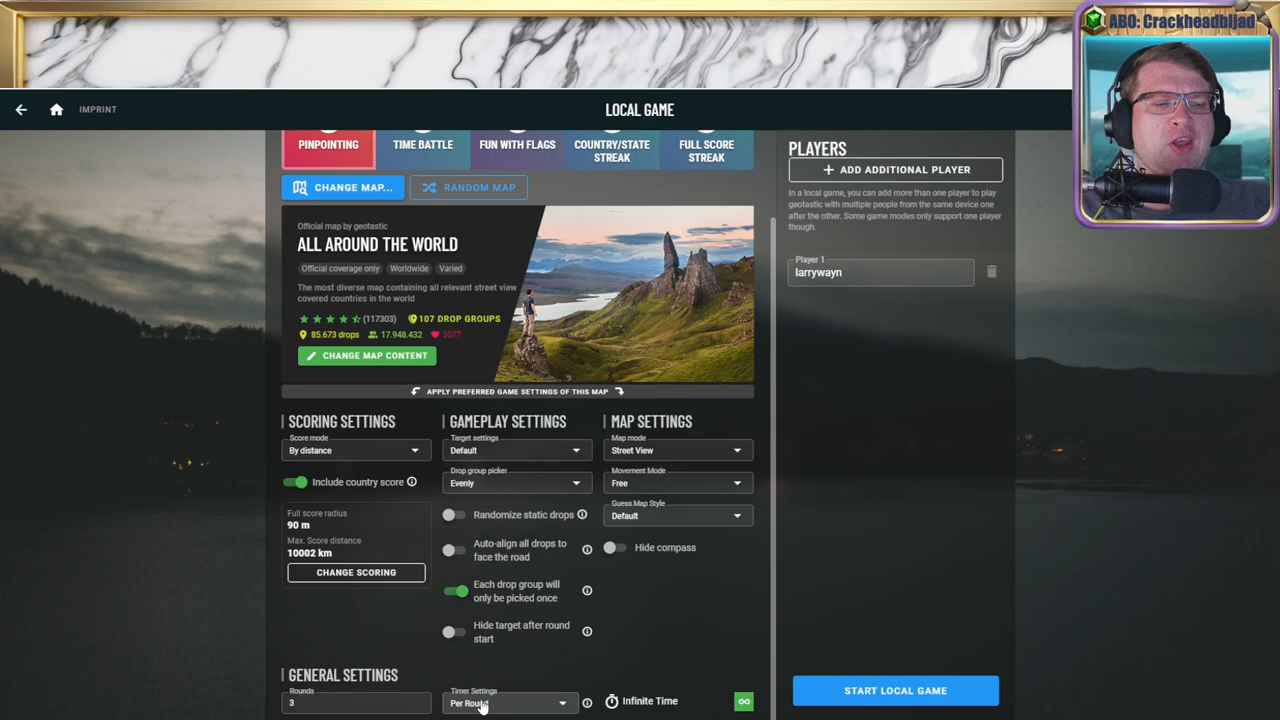 ABO: Crackheadbljad
IMPRINT
LOCAL GAME
PINPOINTING
TIME BATTLE
FUN WITH FLAGS
COUNTRY/STATE
STREAK
FULL SCORE
STREAK
CHANGE MAP...
RANDOM MAP
Official map by geotastic
ALL AROUND THE WORLD
Official coverage only
Worldwide
Varied
The most diverse map containing all relevant street view
covered countries in the world
(117303)
107 DROP GROUPS
85.673 drops
17.948.432
3077
CHANGE MAP CONTENT
APPLY PREFERRED GAME SETTINGS OF THIS MAP
SCORING SETTINGS
Score mode
By distance
Include country score
Full score radius
90 m
Max. Score distance
10002 km
CHANGE SCORING
GAMEPLAY SETTINGS
Target settings
Default
Drop group picker
Evenly
Randomize static drops
Auto-align all drops to
face the road
Each drop group will
only be picked once
Hide target after round
start
MAP SETTINGS
Map mode
Street View
Movement Mode
Free
Guess Map Style
Default
Hide compass
GENERAL SETTINGS
Rounds
3
Timer Settings
Per Round
Infinite Time
PLAYERS
ADD ADDITIONAL PLAYER
In a local game, you can add more than one player to play
geotastic with multiple people from the same device one
after the other. Some game modes only support one player
though.
Player 1
larrywayn
START LOCAL GAME